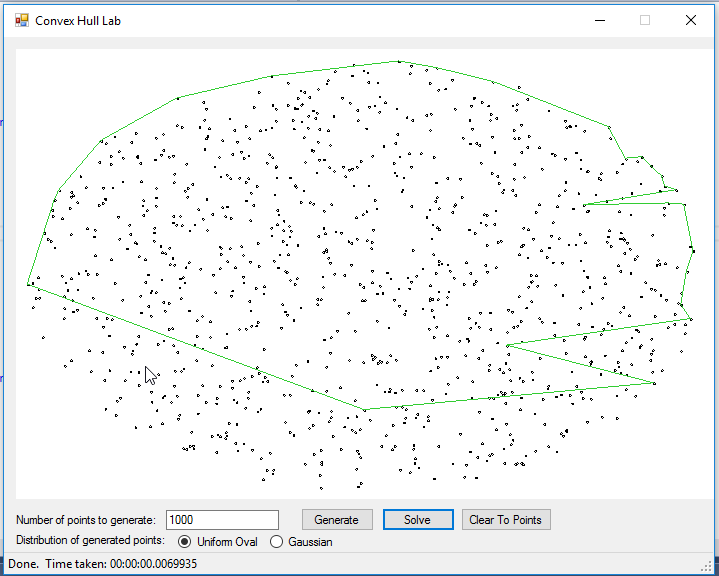 Convex Hull Lab
Number of points to generate: 1000 Generate Solve Clear To Points
Distribution of generated points: Uniform Oval Gaussian
Done. Time taken: 00:00:00.0069935